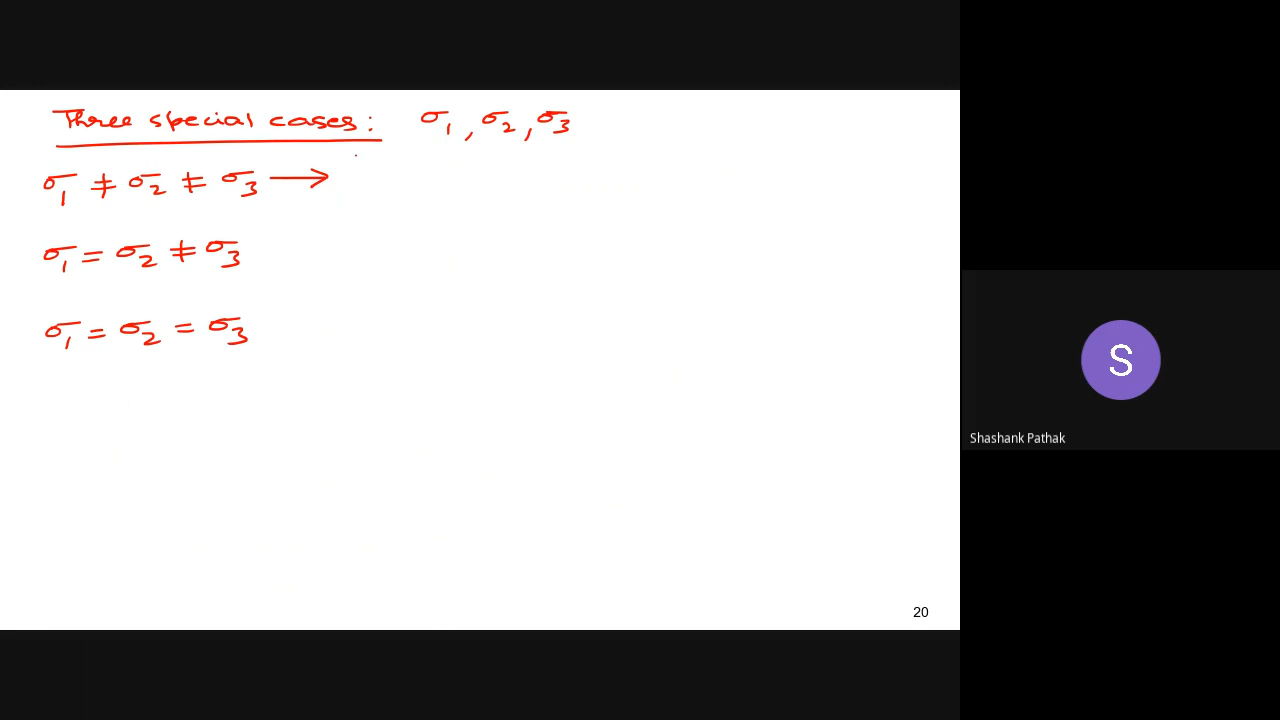 Three special cases: σ1, σ2, σ3
σ1 ≠ σ2 ≠ σ3 ⟶
σ1 = σ2 ≠ σ3
σ1 = σ2 = σ3
S
Shashank Pathak
20